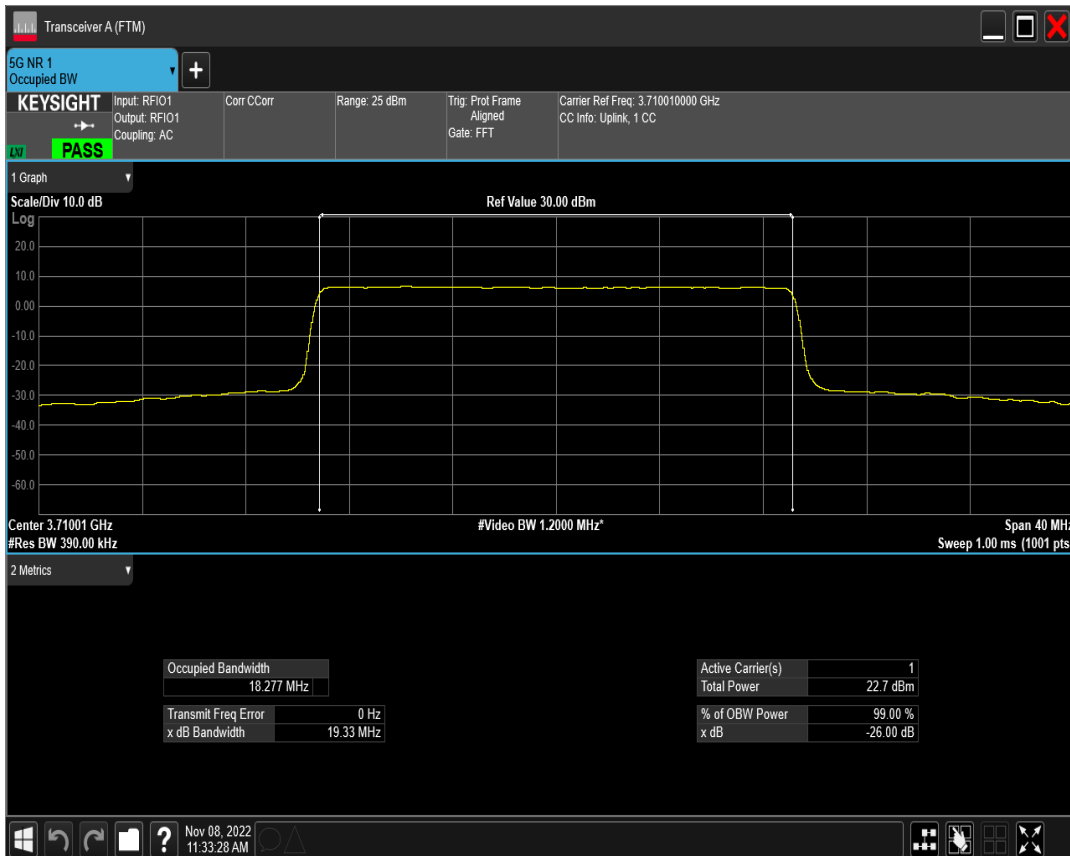 Transceiver A (FTM)
5G NR 1
Occupied BW
+
KEYSIGHT
Input: RFIO1
Output: RFIO1
Coupling: AC
Corr CCorr
Range: 25 dBm
Trig: Prot Frame
Aligned
Gate: FFT
Carrier Ref Freq: 3.710010000 GHz
CC Info: Uplink, 1 CC
LXI
PASS
1 Graph
Scale/Div 10.0 dB
Ref Value 30.00 dBm
Log
20.0
10.0
0.00
-10.0
-20.0
-30.0
-40.0
-50.0
-60.0
Center 3.71001 GHz
#Video BW 1.2000 MHz*
Span 40 MHz
#Res BW 390.00 kHz
Sweep 1.00 ms (1001 pts
2 Metrics
Occupied Bandwidth
18.277 MHz
Transmit Freq Error 0 Hz
x dB Bandwidth 19.33 MHz
Active Carrier(s) 1
Total Power 22.7 dBm
% of OBW Power 99.00 %
x dB -26.00 dB
?
Nov 08, 2022
11:33:28 AM